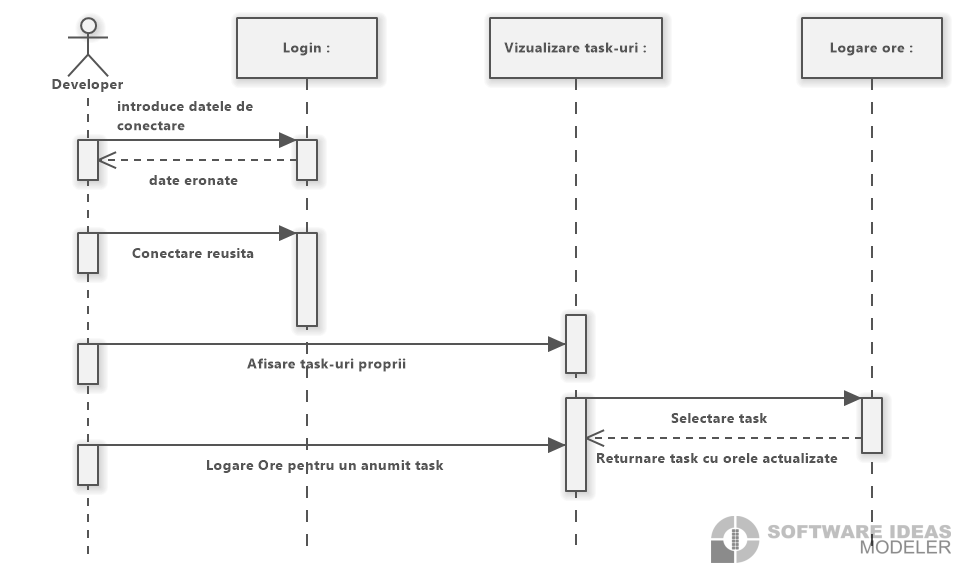 Developer
Login :
Vizualizare task-uri :
Logare ore :
introduce datele de
conectare
date eronate
Conectare reusita
Afisare task-uri proprii
Selectare task
Returnare task cu orele actualizate
Logare Ore pentru un anumit task
SOFTWARE IDEAS
MODELER